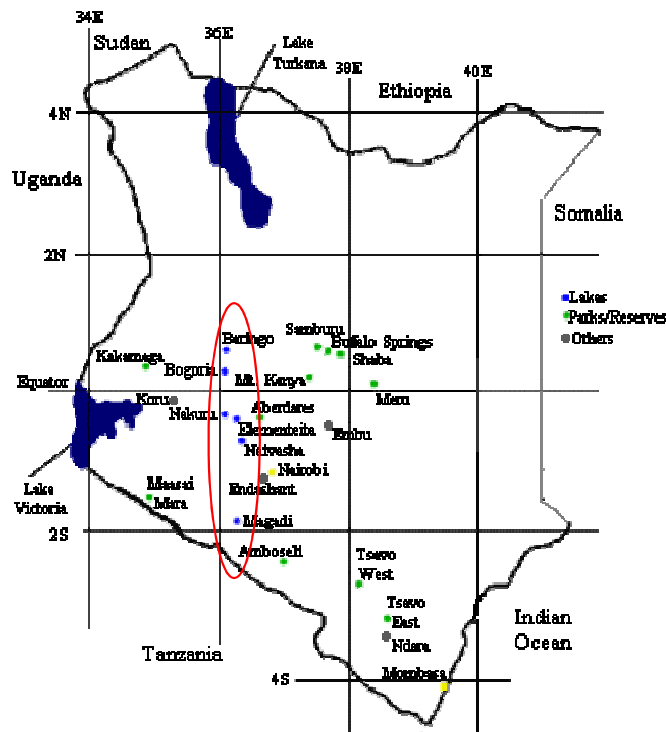 34E
Sudan
36E
Lake
Turkana
38E
40E
Ethiopia
4N
Uganda
Somalia
2N
Lakes
Parks/Reserves
Others
Baringo
Samburu
Buffalo Springs
Shaba
Kakamega
Bogoria
Mt. Kenya
Meru
Equator
Koru
Nakuru
Aberdares
Elementeita
Embu
Naivasha
Nairobi
Lake
Victoria
Maasai
Mara
Magadi
2S
Amboseli
Tsavo
West
Tsavo
East
Ndara
Indian
Ocean
Tanzania
Mombasa
4S